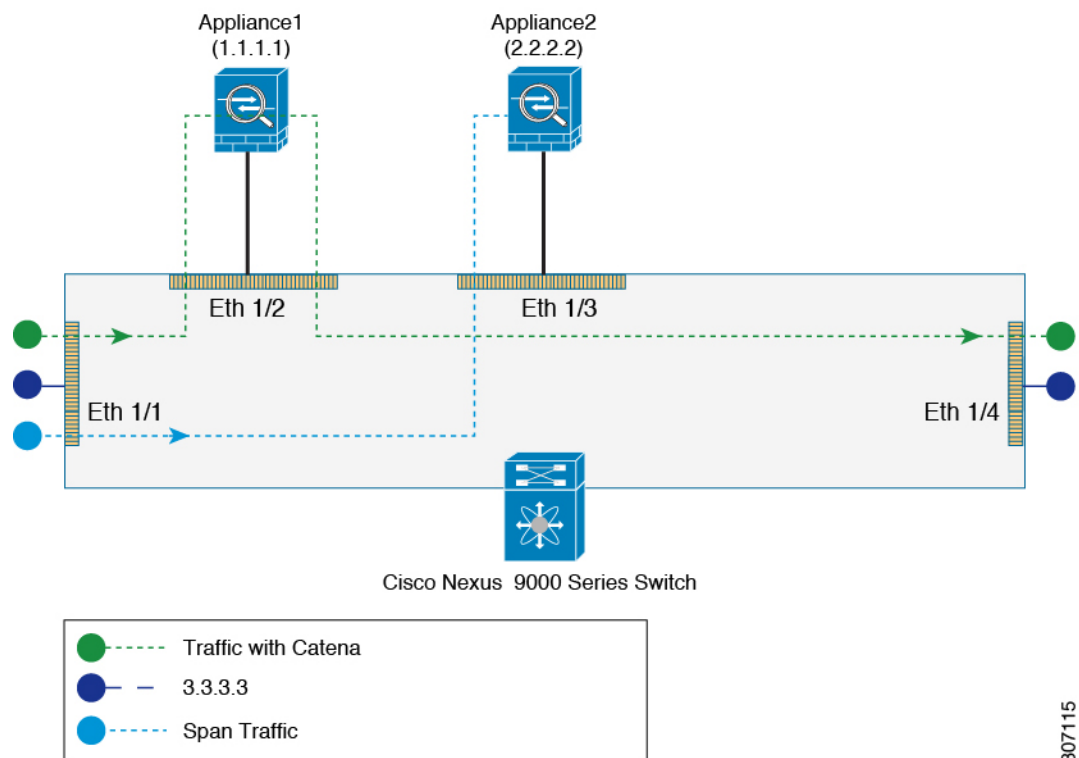 Appliance1
(1.1.1.1)
Appliance2
(2.2.2.2)
Eth 1/2
Eth 1/3
Eth 1/1
Eth 1/4
Cisco Nexus 9000 Series Switch
Traffic with Catena
3.3.3.3
Span Traffic
307115